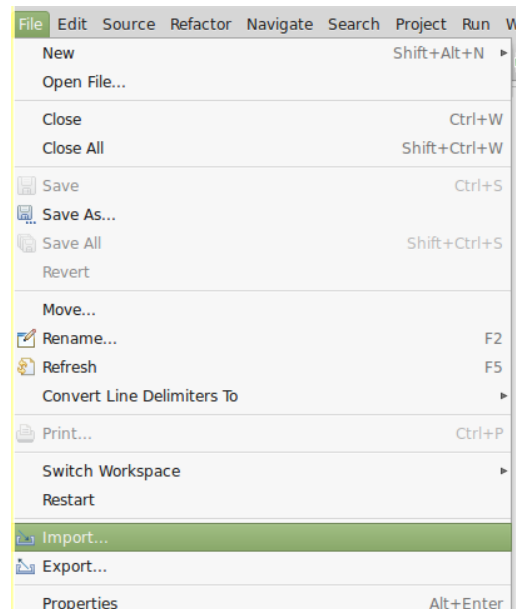 File Edit Source Refactor Navigate Search Project Run
New Shift+Alt+N
Open File...
Close Ctrl+W
Close All Shift+Ctrl+W
Save Ctrl+S
Save As...
Save All Shift+Ctrl+S
Revert
Move...
Rename... F2
Refresh F5
Convert Line Delimiters To
Print... Ctrl+P
Switch Workspace
Restart
Import...
Export...
Properties Alt+Enter